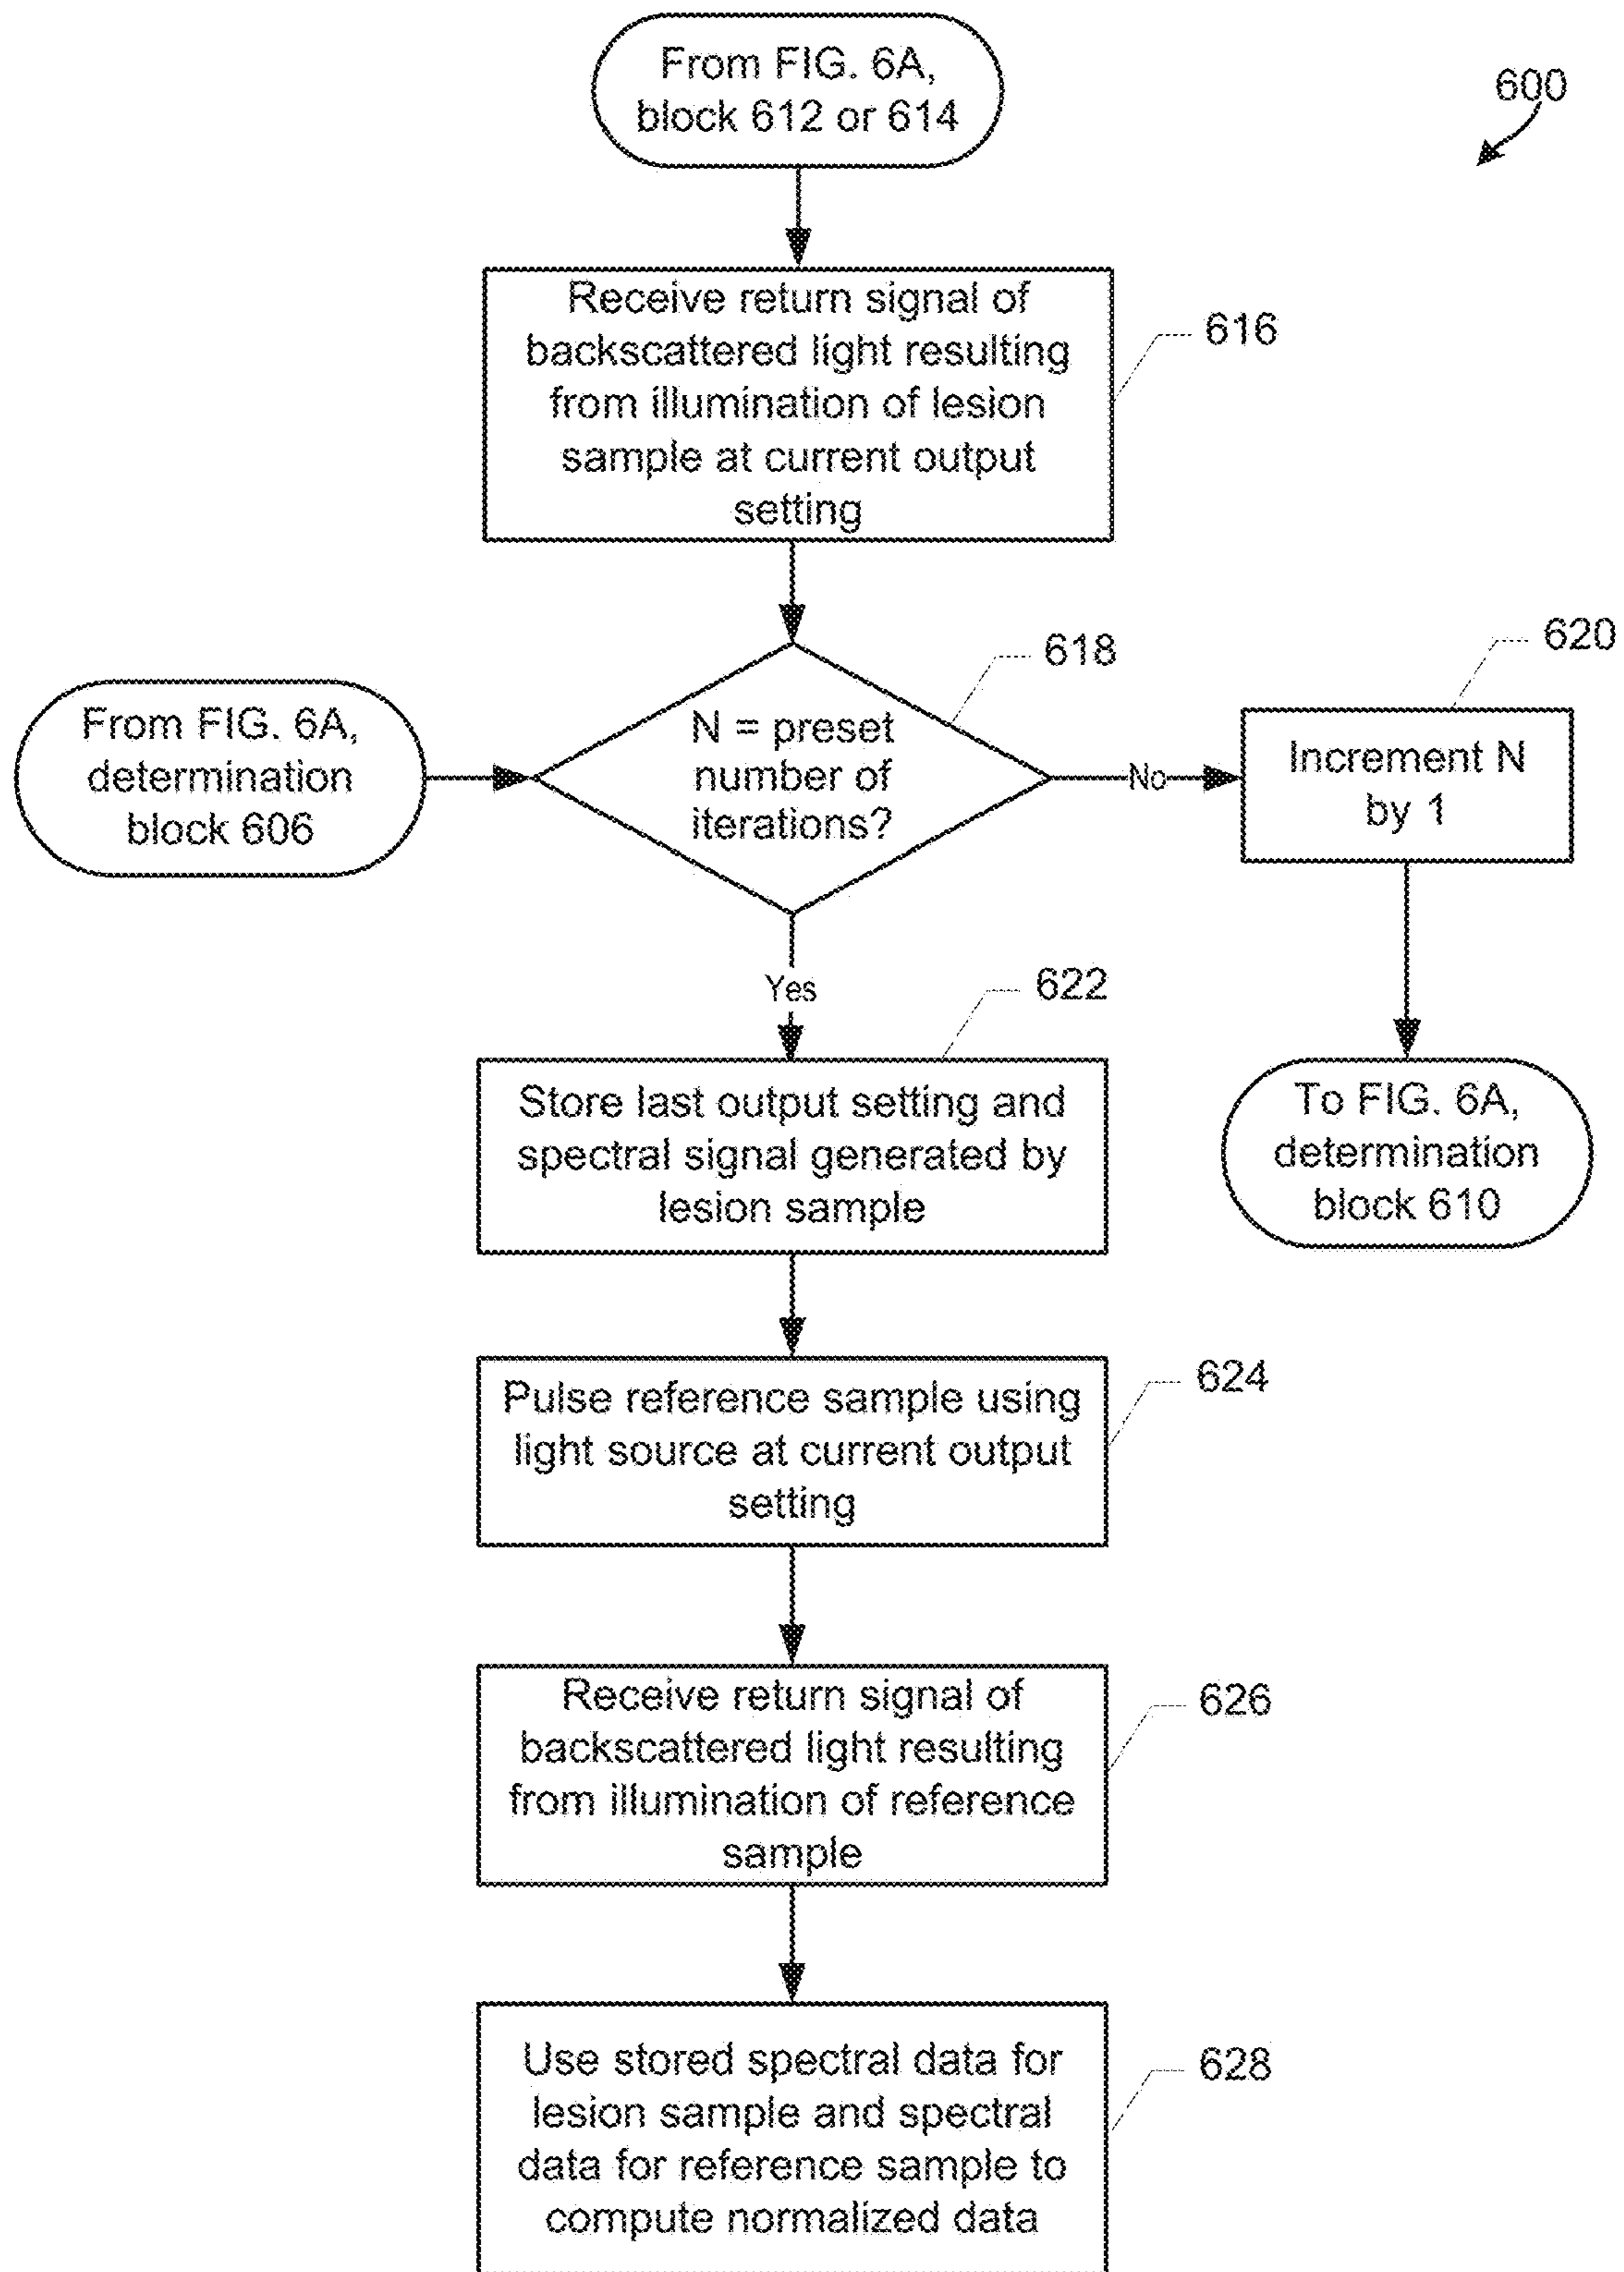 From FIG. 6A,
block 612 or 614
600
Receive return signal of
backscattered light resulting
from illumination of lesion
sample at current output
setting
616
From FIG. 6A,
determination
block 606
N = preset
number of
iterations?
618
No
Increment N
by 1
620
Yes
To FIG. 6A,
determination
block 610
Store last output setting and
spectral signal generated by
lesion sample
622
Pulse reference sample using
light source at current output
setting
624
Receive return signal of
backscattered light resulting
from illumination of reference
sample
626
Use stored spectral data for
lesion sample and spectral
data for reference sample to
compute normalized data
628